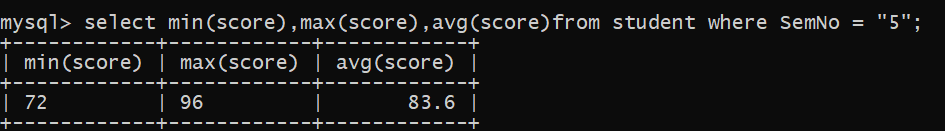 mysql> select min(score),max(score),avg(score)from student where SemNo = "5";
+------------+------------+------------+
| min(score) | max(score) | avg(score) |
+------------+------------+------------+
| 72         | 96         |       83.6 |
+------------+------------+------------+